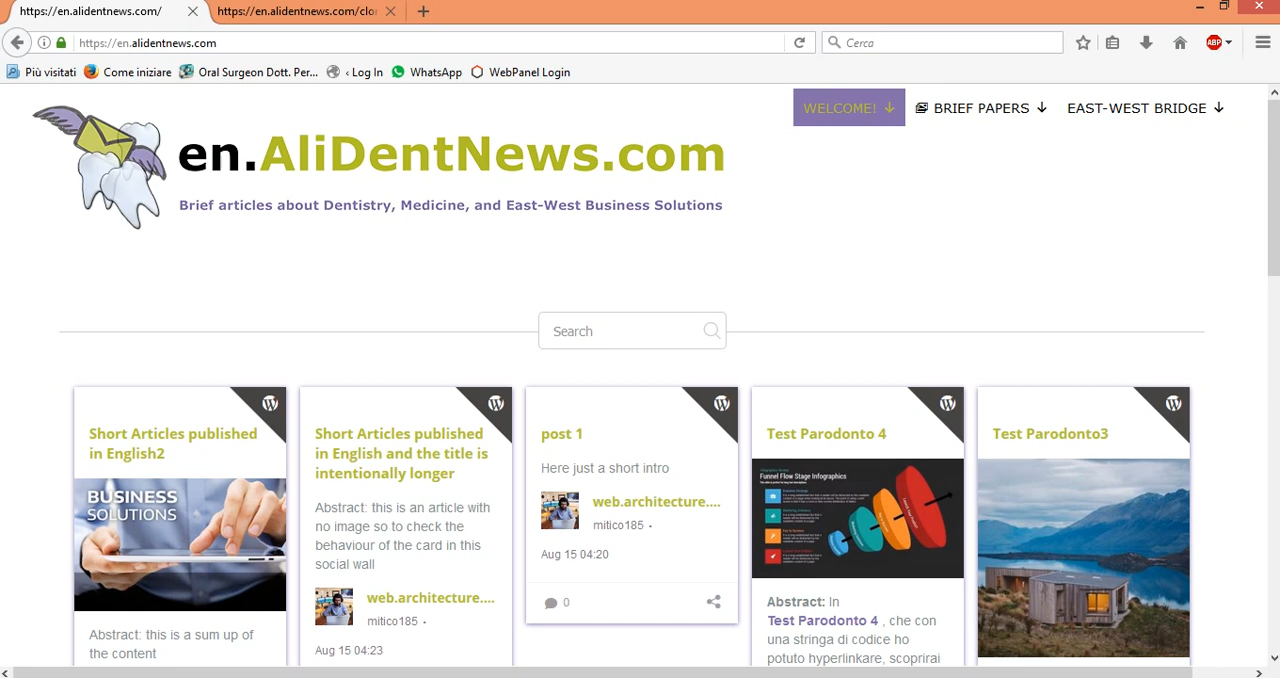 https://en.alidentnews.com/
https://en.alidentnews.com/clo
https://en.alidentnews.com
Cerca
ABP
Più visitati
Come iniziare
Oral Surgeon Dott. Per...
‹ Log In
WhatsApp
WebPanel Login
WELCOME!
BRIEF PAPERS
EAST-WEST BRIDGE
en.AliDentNews.com
Brief articles about Dentistry, Medicine, and East-West Business Solutions
Search
Short Articles published
in English2
BUSINESS
SOLUTIONS
Abstract: this is a sum up of
the content
Short Articles published
in English and the title is
intentionally longer
Abstract: this is an article with
no image so to check the
behaviour of the card in this
social wall
web.architecture....
mitico185 ·
Aug 15 04:23
post 1
Here just a short intro
web.architecture....
mitico185 ·
Aug 15 04:20
0
Test Parodonto 4
Funnel Flow Stage Infographics
Abstract: In
Test Parodonto 4 , che con
una stringa di codice ho
potuto hyperlinkare, scoprirai
Test Parodonto3